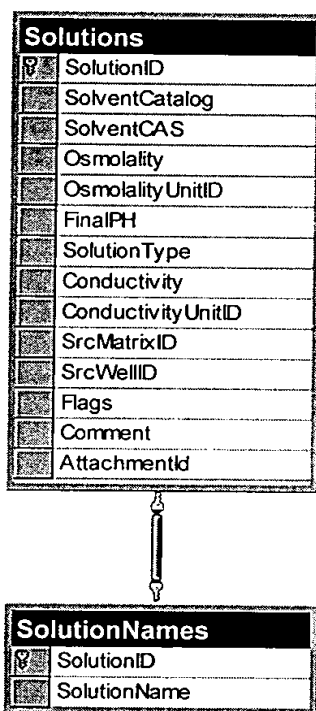 Solutions
SolutionID
SolventCatalog
SolventCAS
Osmolality
OsmolalityUnitID
FinalPH
SolutionType
Conductivity
ConductivityUnitID
SrcMatrixID
SrcWellID
Flags
Comment
AttachmentId
SolutionNames
SolutionID
SolutionName